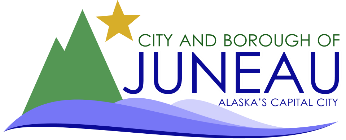 CITY AND BOROUGH OF
JUNEAU
ALASKA'S CAPITAL CITY